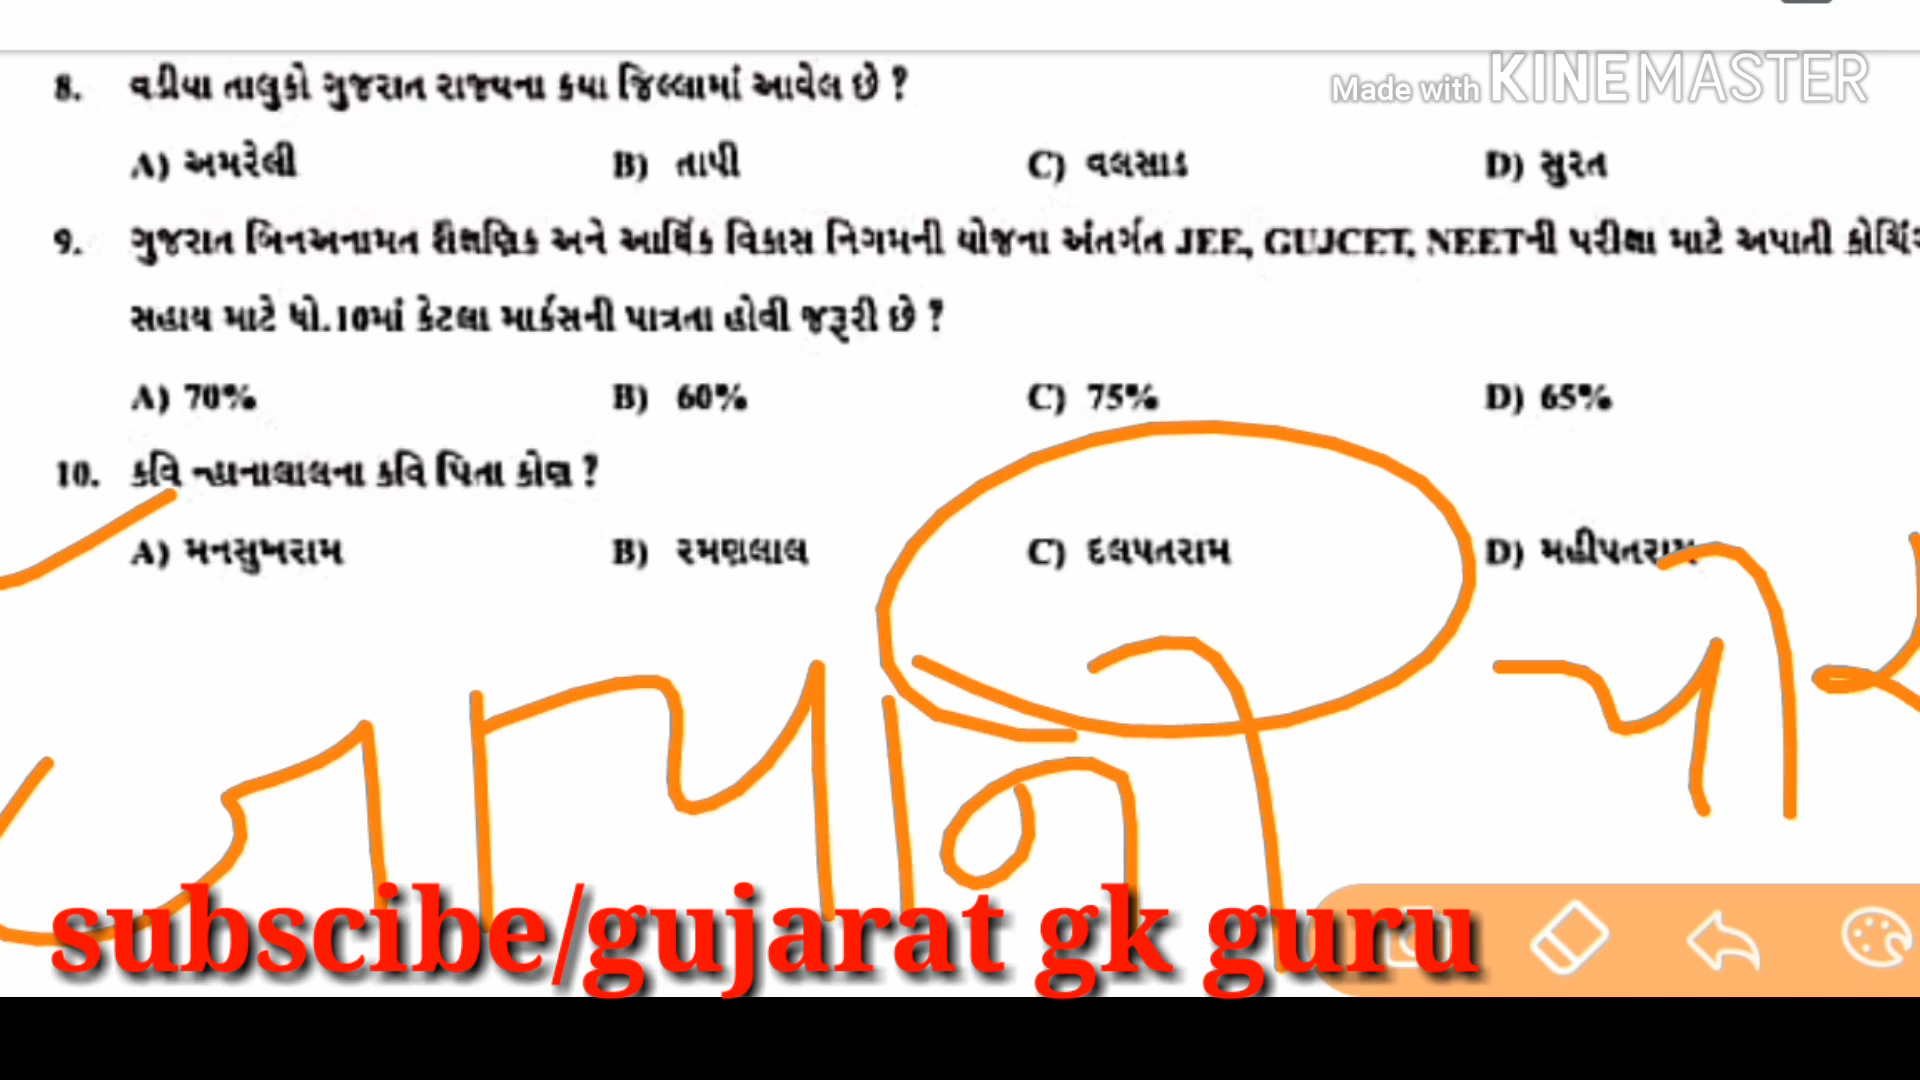 Made with KINEMASTER
8. વડીયા તાલુકો ગુજરાત રાજ્યના કયા જિલ્લામાં આવેલ છે ?
A) અમરેલી B) તાપી C) વલસાડ D) સુરત
9. ગુજરાત બિનઅનામત શૈક્ષણિક અને આર્થિક વિકાસ નિગમની યોજના અંતર્ગત JEE, GUJCET, NEETની પરીક્ષા માટે અપાતી
સહાય માટે ધો.10માં કેટલા માર્કસની પાત્રતા હોવી જરૂરી છે ?
A) 70% B) 60% C) 75% D) 65%
10. કવિ ન્હાનાલાલના કવિ પિતા કોણ ?
A) મનસુખરામ B) રમણલાલ C) દલપતરામ D) મહીપતરામ
subscibe/gujarat gk guru